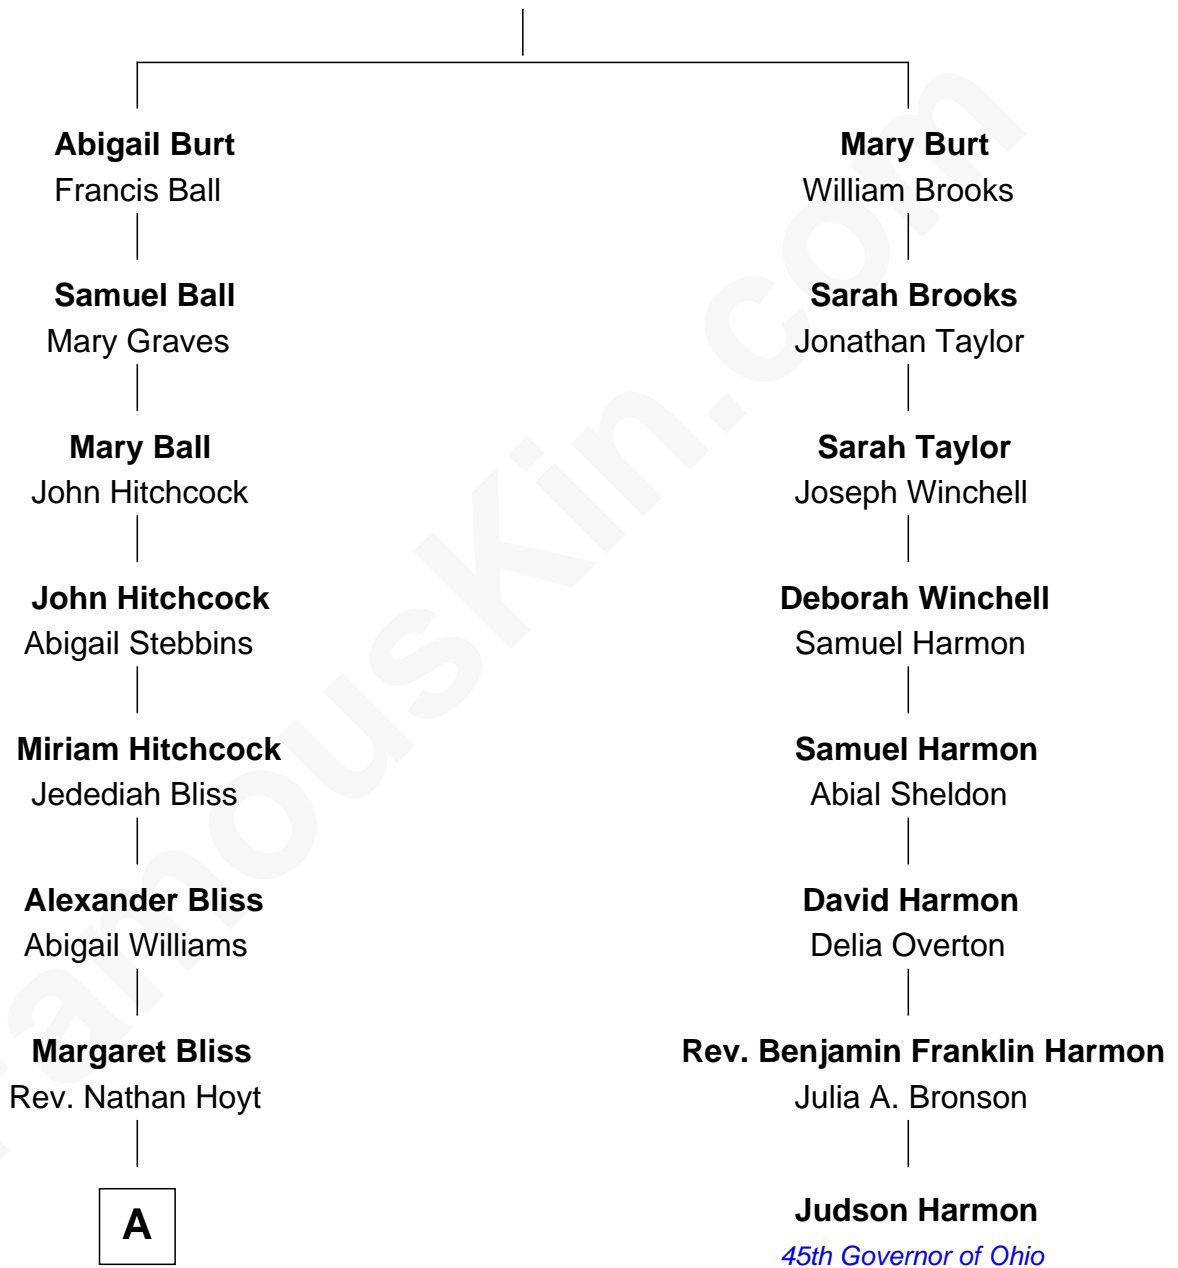 Abigail Burt
Francis Ball
Samuel Ball
Mary Graves
Mary Ball
John Hitchcock
John Hitchcock
Abigail Stebbins
Miriam Hitchcock
Jedediah Bliss
Alexander Bliss
Abigail Williams
Margaret Bliss
Rev. Nathan Hoyt
A
Mary Burt
William Brooks
Sarah Brooks
Jonathan Taylor
Sarah Taylor
Joseph Winchell
Deborah Winchell
Samuel Harmon
Samuel Harmon
Abial Sheldon
David Harmon
Delia Overton
Rev. Benjamin Franklin Harmon
Julia A. Bronson
Judson Harmon
45th Governor of Ohio
FamousKin.com